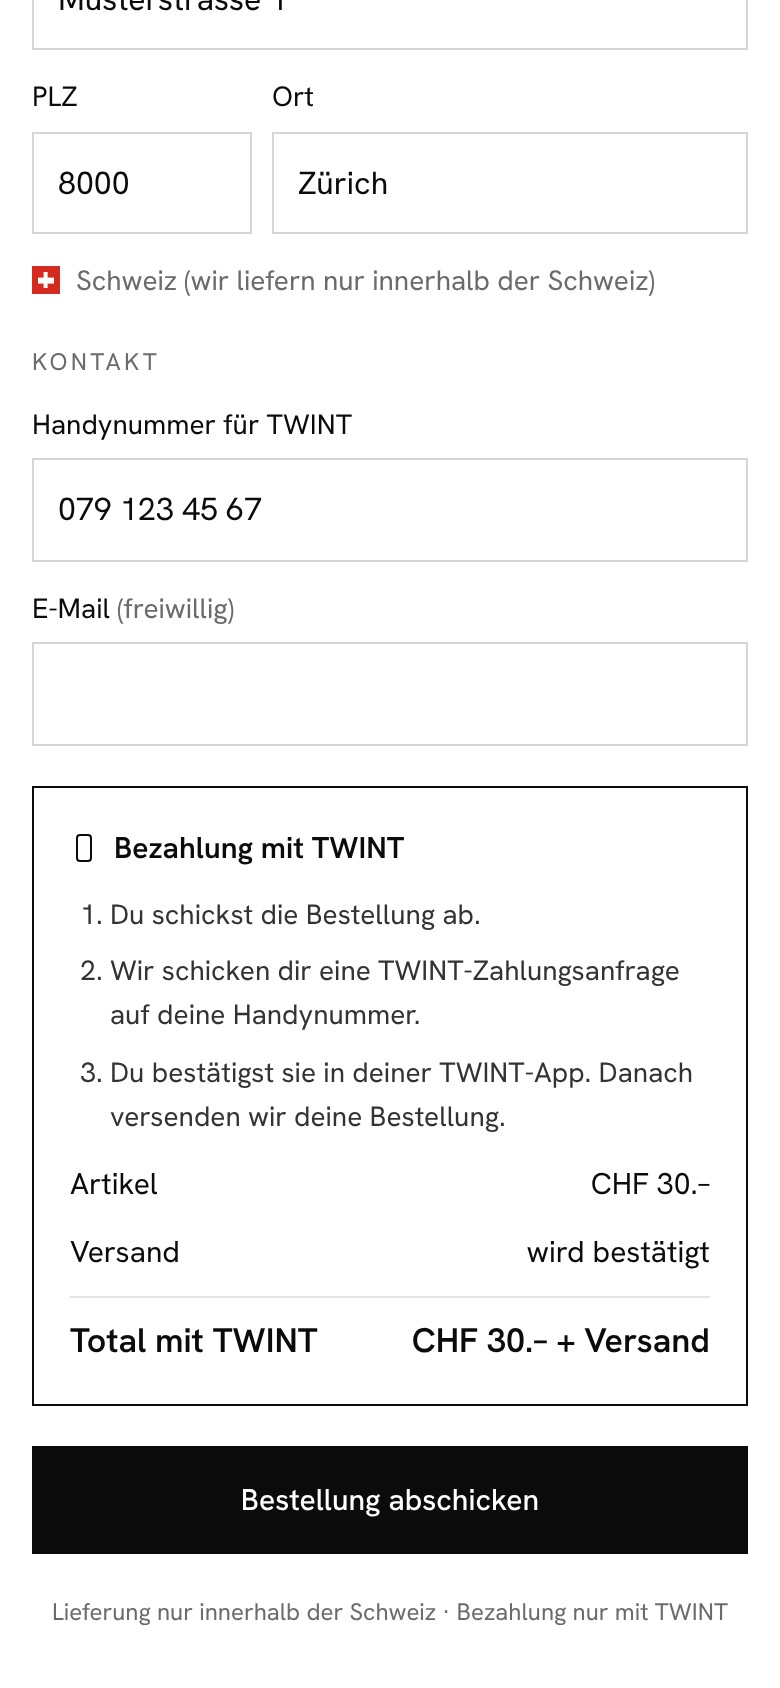 Musterstrasse 1
PLZ
Ort
8000
Zürich
Schweiz (wir liefern nur innerhalb der Schweiz)
KONTAKT
Handynummer für TWINT
079 123 45 67
E-Mail (freiwillig)
Bezahlung mit TWINT
1. Du schickst die Bestellung ab.
2. Wir schicken dir eine TWINT-Zahlungsanfrage
auf deine Handynummer.
3. Du bestätigst sie in deiner TWINT-App. Danach
versenden wir deine Bestellung.
Artikel CHF 30.–
Versand wird bestätigt
Total mit TWINT CHF 30.– + Versand
Bestellung abschicken
Lieferung nur innerhalb der Schweiz · Bezahlung nur mit TWINT